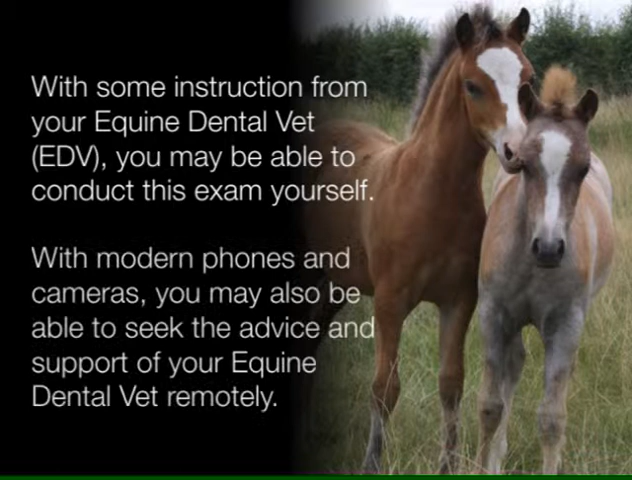 With some instruction from
your Equine Dental Vet
(EDV), you may be able to
conduct this exam yourself.
With modern phones and
cameras, you may also be
able to seek the advice and
support of your Equine
Dental Vet remotely.